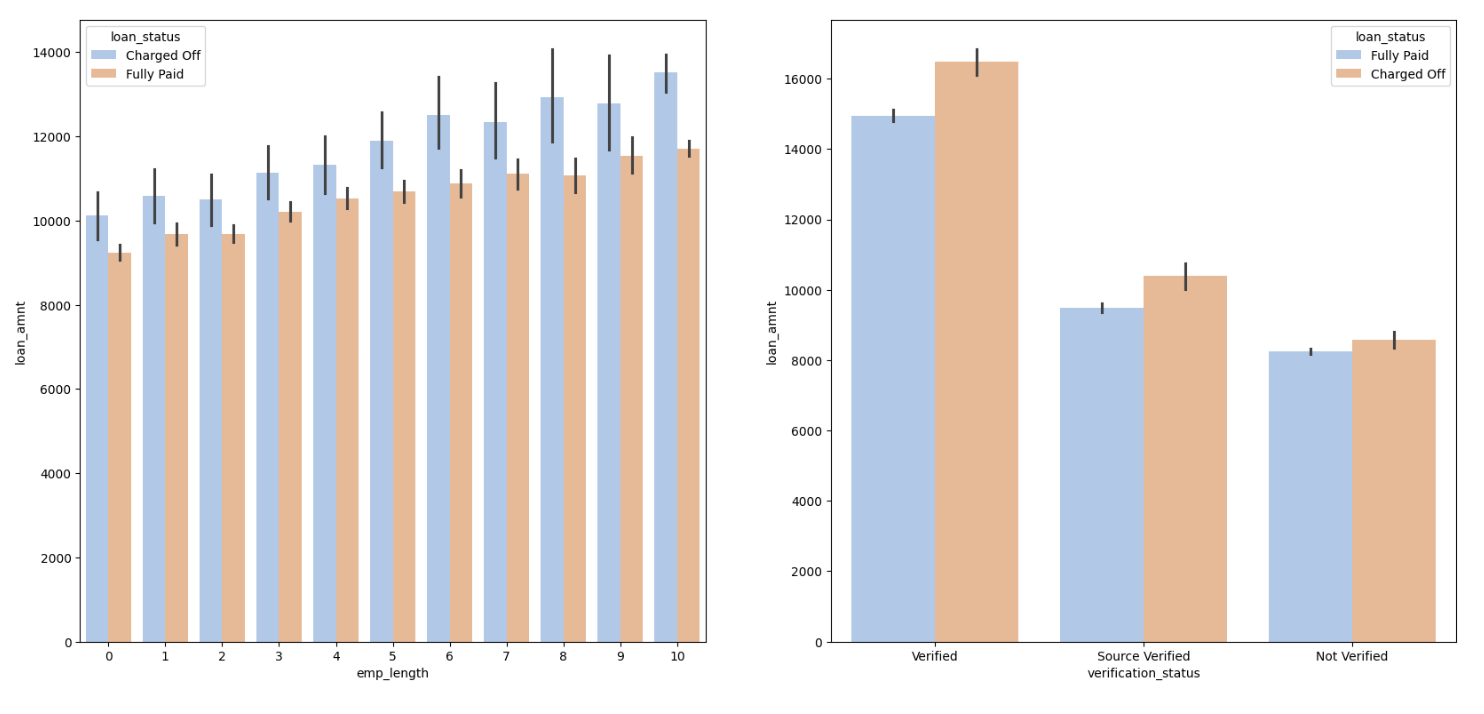 loan_status
Charged Off
Fully Paid
14000
12000
10000
8000
6000
4000
2000
0
loan_amnt
0 1 2 3 4 5 6 7 8 9 10
emp_length
loan_status
Fully Paid
Charged Off
16000
14000
12000
10000
8000
6000
4000
2000
0
loan_amnt
Verified Source Verified Not Verified
verification_status